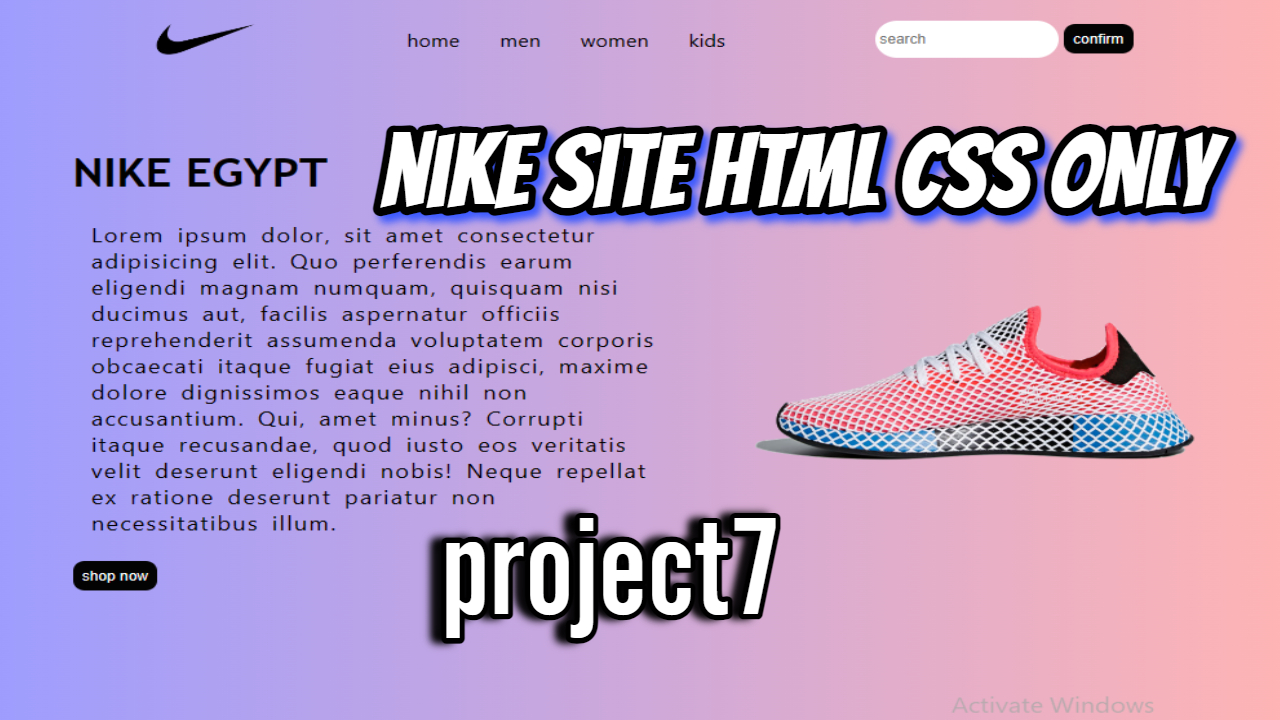 home men women kids
search confirm
NIKE SITE HTML CSS ONLY
NIKE EGYPT
Lorem ipsum dolor, sit amet consectetur
adipisicing elit. Quo perferendis earum
eligendi magnam numquam, quisquam nisi
ducimus aut, facilis aspernatur officiis
reprehenderit assumenda voluptatem corporis
obcaecati itaque fugiat eius adipisci, maxime
dolore dignissimos eaque nihil non
accusantium. Qui, amet minus? Corrupti
itaque recusandae, quod iusto eos veritatis
velit deserunt eligendi nobis! Neque repellat
ex ratione deserunt pariatur non
necessitatibus illum.
project7
shop now
Activate Windows